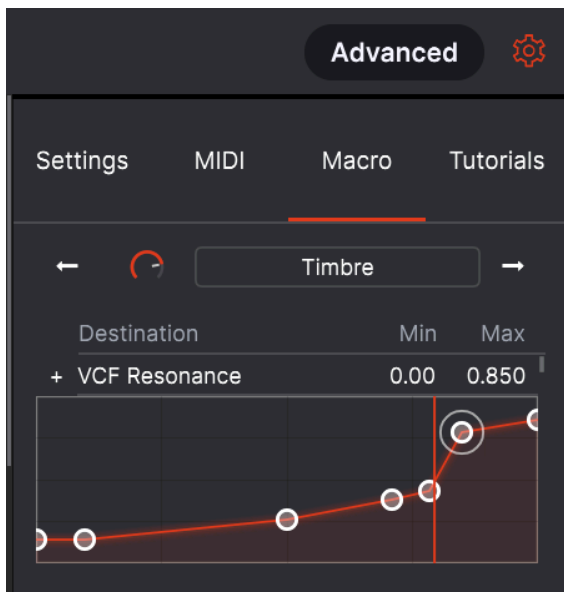 Advanced
Settings MIDI Macro Tutorials
Timbre
Destination Min Max
+ VCF Resonance 0.00 0.850